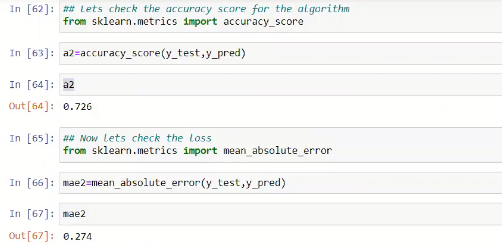 In [62]: ## Lets check the accuracy score for the algorithm
from sklearn.metrics import accuracy_score
In [63]: a2=accuracy_score(y_test,y_pred)
In [64]: a2
Out[64]: 0.726
In [65]: ## Now Lets check the Loss
from sklearn.metrics import mean_absolute_error
In [66]: mae2=mean_absolute_error(y_test,y_pred)
In [67]: mae2
Out[67]: 0.274